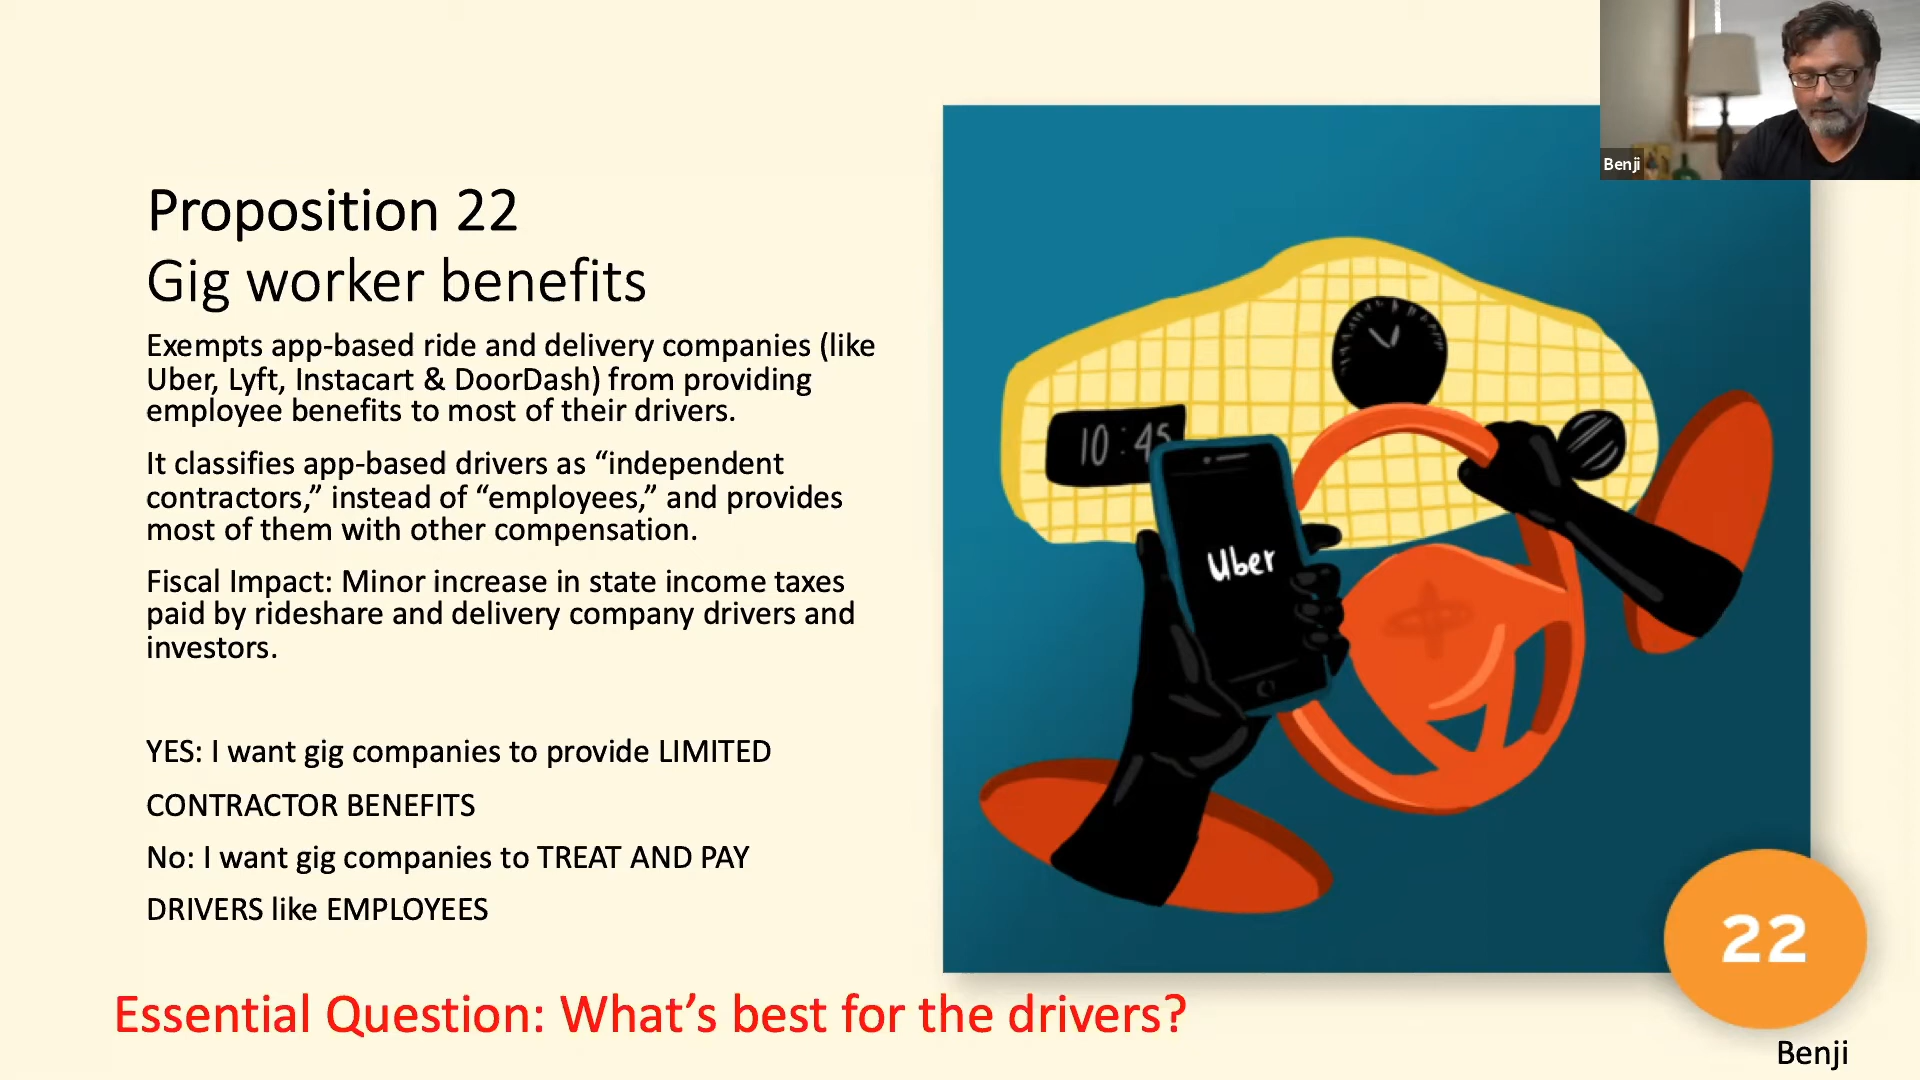 Benji
Proposition 22
Gig worker benefits
Exempts app-based ride and delivery companies (like
Uber, Lyft, Instacart & DoorDash) from providing
employee benefits to most of their drivers.
It classifies app-based drivers as “independent
contractors,” instead of “employees,” and provides
most of them with other compensation.
Fiscal Impact: Minor increase in state income taxes
paid by rideshare and delivery company drivers and
investors.
YES: I want gig companies to provide LIMITED
CONTRACTOR BENEFITS
No: I want gig companies to TREAT AND PAY
DRIVERS like EMPLOYEES
10:45
Uber
22
Essential Question: What’s best for the drivers?
Benji